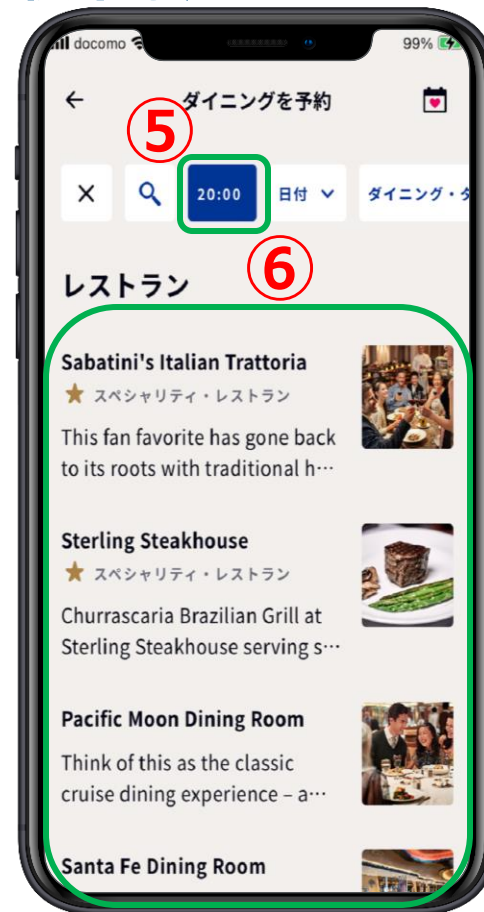 docomo 99%
ダイニングを予約
⑤
20:00 日付 ダイニング・
⑥
レストラン
Sabatini's Italian Trattoria
スペシャリティ・レストラン
This fan favorite has gone back
to its roots with traditional h…
Sterling Steakhouse
スペシャリティ・レストラン
Churrascaria Brazilian Grill at
Sterling Steakhouse serving s…
Pacific Moon Dining Room
Think of this as the classic
cruise dining experience – a…
Santa Fe Dining Room